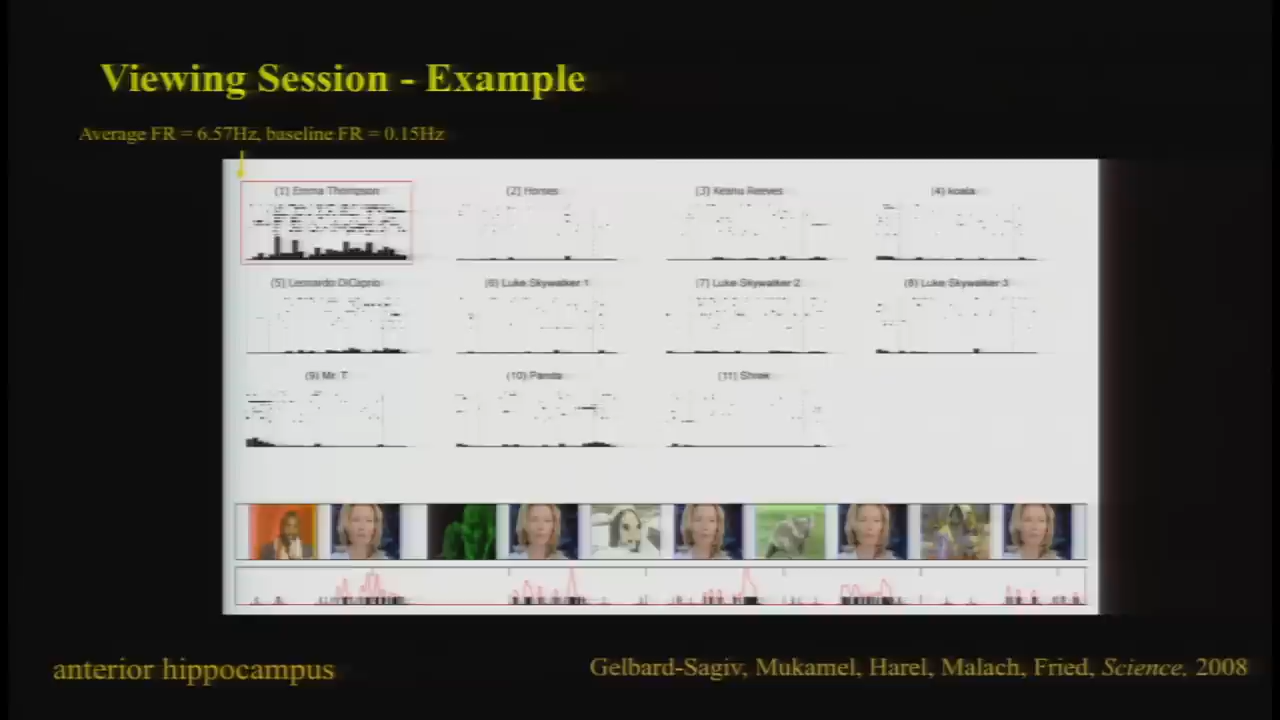 Viewing Session - Example
Average FR = 6.57Hz, baseline FR = 0.15Hz
(1) Emma Thompson
(2) Horses
(3) Keanu Reeves
(4) koala
(5) Leonardo DiCaprio
(6) Luke Skywalker 1
(7) Luke Skywalker 2
(8) Luke Skywalker 3
(9) Mr. T
(10) Panda
(11) Shrek
anterior hippocampus
Gelbard-Sagiv, Mukamel, Harel, Malach, Fried, Science. 2008